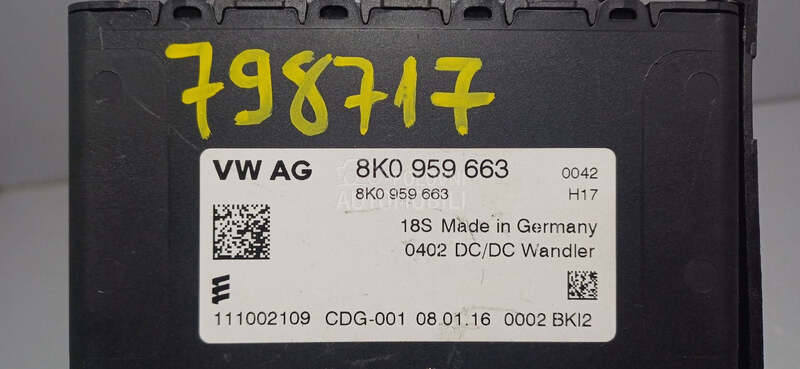 798717
VW AG 8K0 959 663 0042
8K0 959 663 H17
AUTOMOBILI
18S Made in Germany
0402 DC/DC Wandler
111002109 CDG-001 08.01.16 0002 BKI2